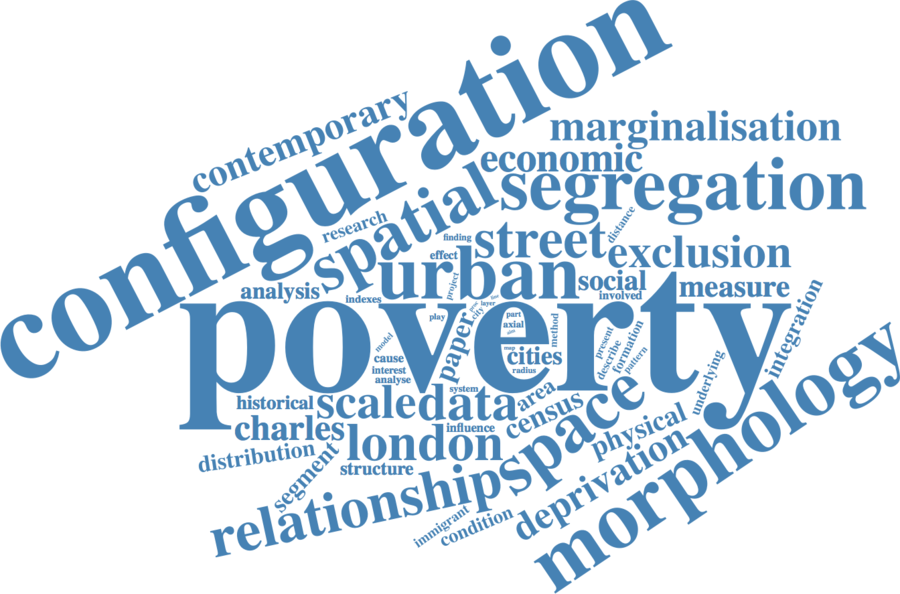 configuration
contemporary
marginalisation
economic
segregation
spatial
research
distance
finding
street
exclusion
effect
urban
social
involved
measure
analysis
indexes
project
layer
city
poverty
play
part
axial
method
integration
model
paper
map
cities
radius
present
describe
formation
pattern
cause
interest
analyse
system
underlying
historical
scale
data
area
census
space
charles
influence
london
physical
morphology
distribution
segment
structure
relationship
deprivation
immigrant
condition